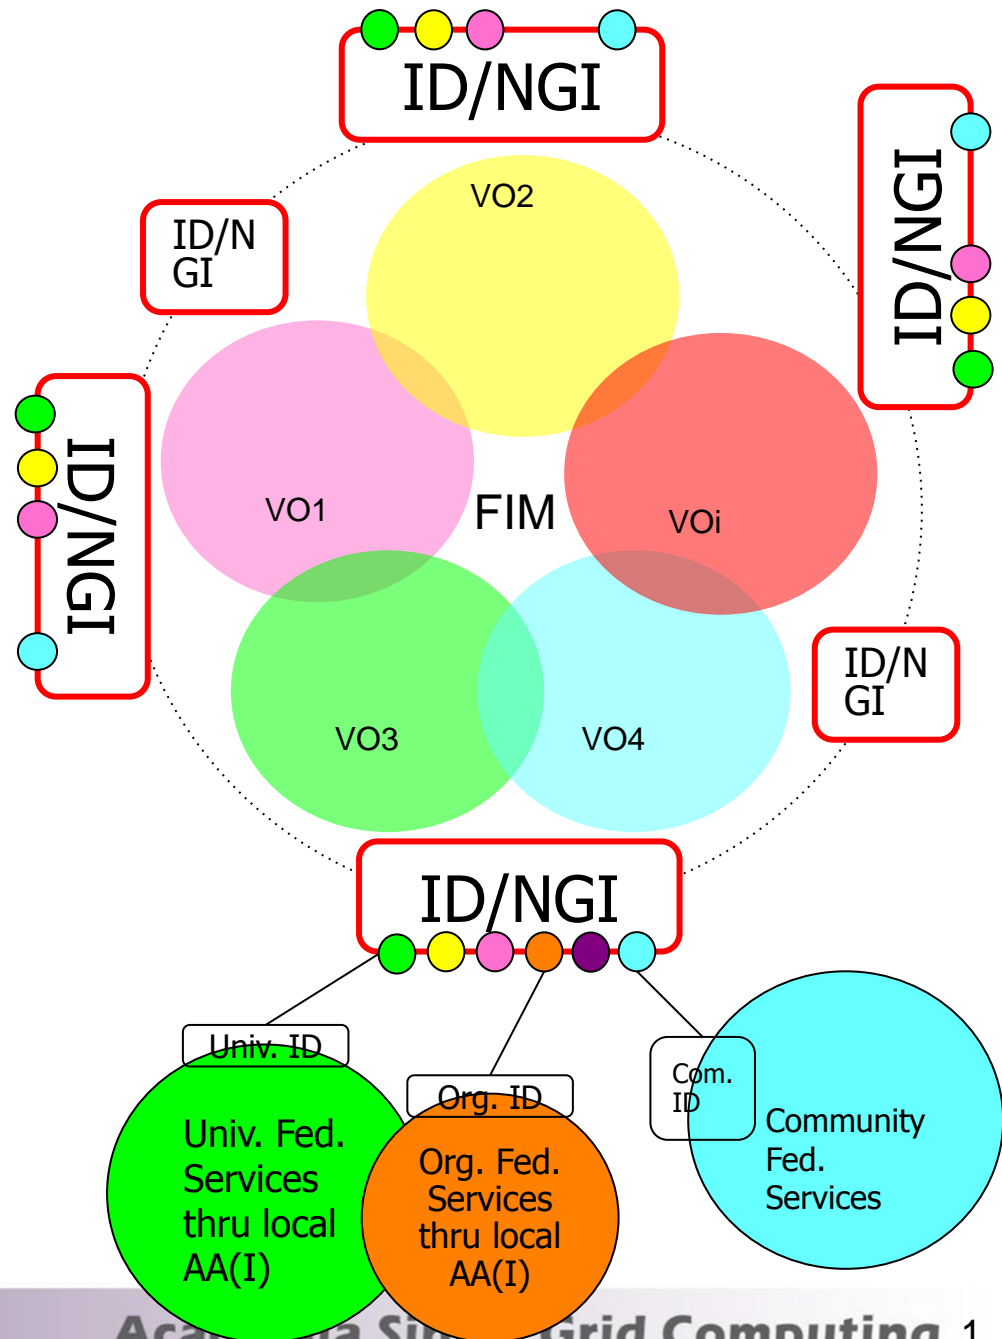 ID/NGI
ID/NGI
VO2
ID/N
GI
VO1
FIM
VOi
ID/NGI
ID/N
GI
VO3
VO4
ID/NGI
Univ. ID
Org. ID
Com.
ID
Univ. Fed.
Services
thru local
AA(I)
Org. Fed.
Services
thru local
AA(I)
Community
Fed.
Services
Grid Computing 1